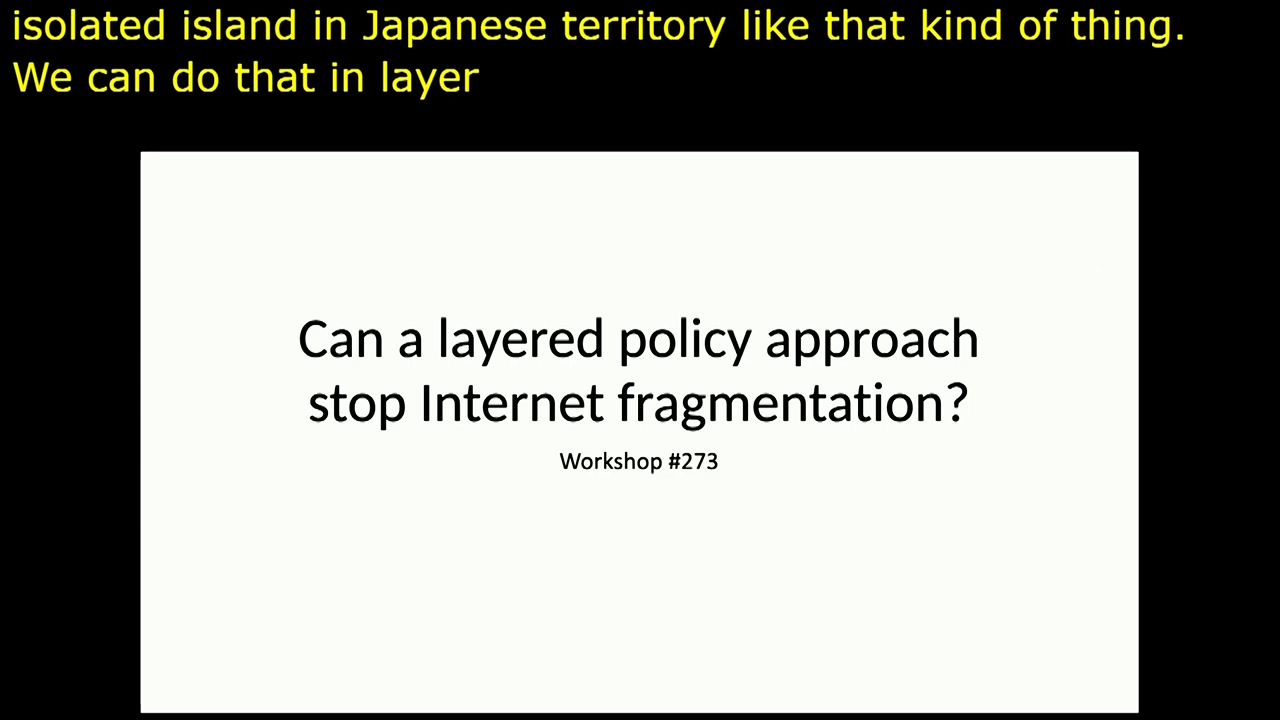 isolated island in Japanese territory like that kind of thing.
We can do that in layer
Can a layered policy approach
stop Internet fragmentation?
Workshop #273